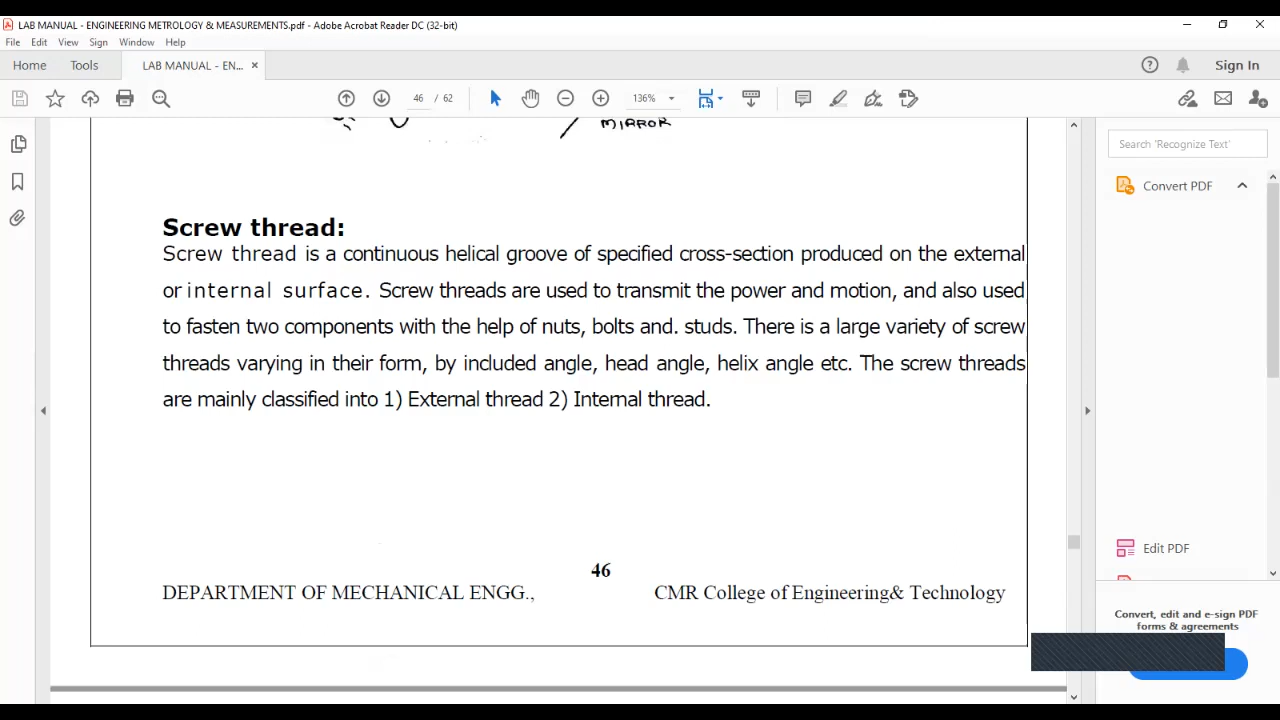 LAB MANUAL - ENGINEERING METROLOGY & MEASUREMENTS.pdf - Adobe Acrobat Reader DC (32-bit)
File Edit View Sign Window Help
Home Tools LAB MANUAL - EN... × Sign In
46 / 62 136%
MIRROR
Search 'Recognize Text'
Convert PDF
Screw thread:
Screw thread is a continuous helical groove of specified cross-section produced on the external
or internal surface. Screw threads are used to transmit the power and motion, and also used
to fasten two components with the help of nuts, bolts and. studs. There is a large variety of screw
threads varying in their form, by included angle, head angle, helix angle etc. The screw threads
are mainly classified into 1) External thread 2) Internal thread.
46
DEPARTMENT OF MECHANICAL ENGG., CMR College of Engineering& Technology
Edit PDF
Convert, edit and e-sign PDF
forms & agreements